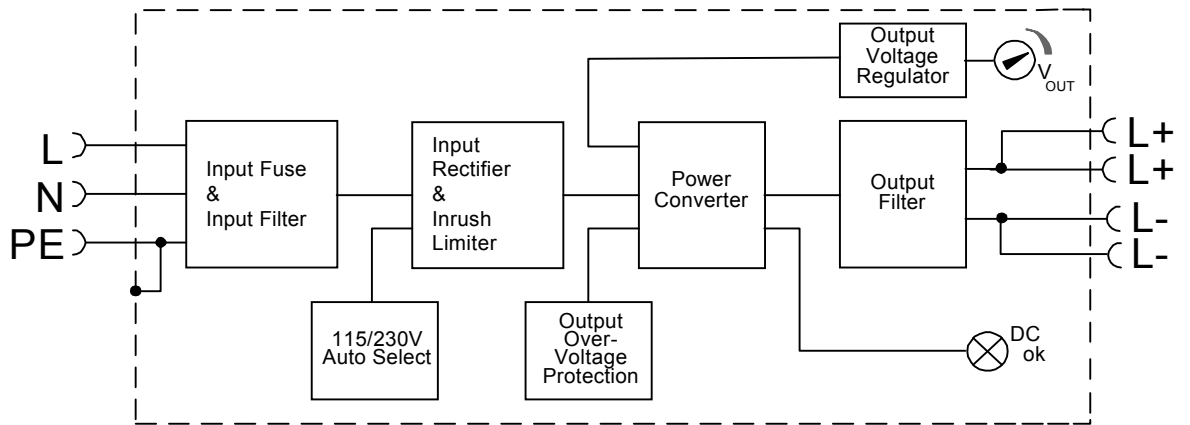 Output
Voltage
Regulator
VOUT
L
N
PE
Input Fuse
&
Input Filter
Input
Rectifier
&
Inrush
Limiter
Power
Converter
Output
Filter
L+
L+
L-
L-
115/230V
Auto Select
Output
Over-
Voltage
Protection
DC
ok